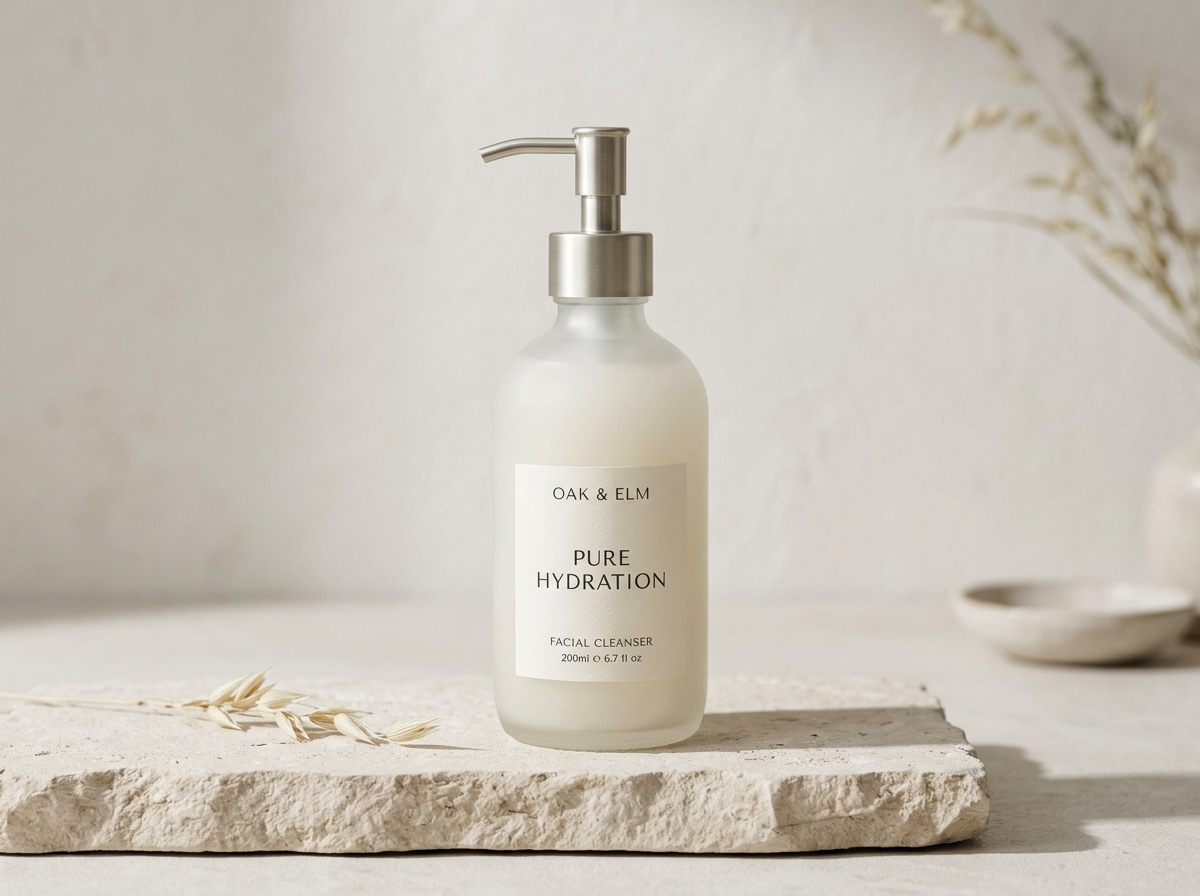 OAK & ELM
PURE
HYDRATION
FACIAL CLEANSER
200ml ℮ 6.7 fl oz